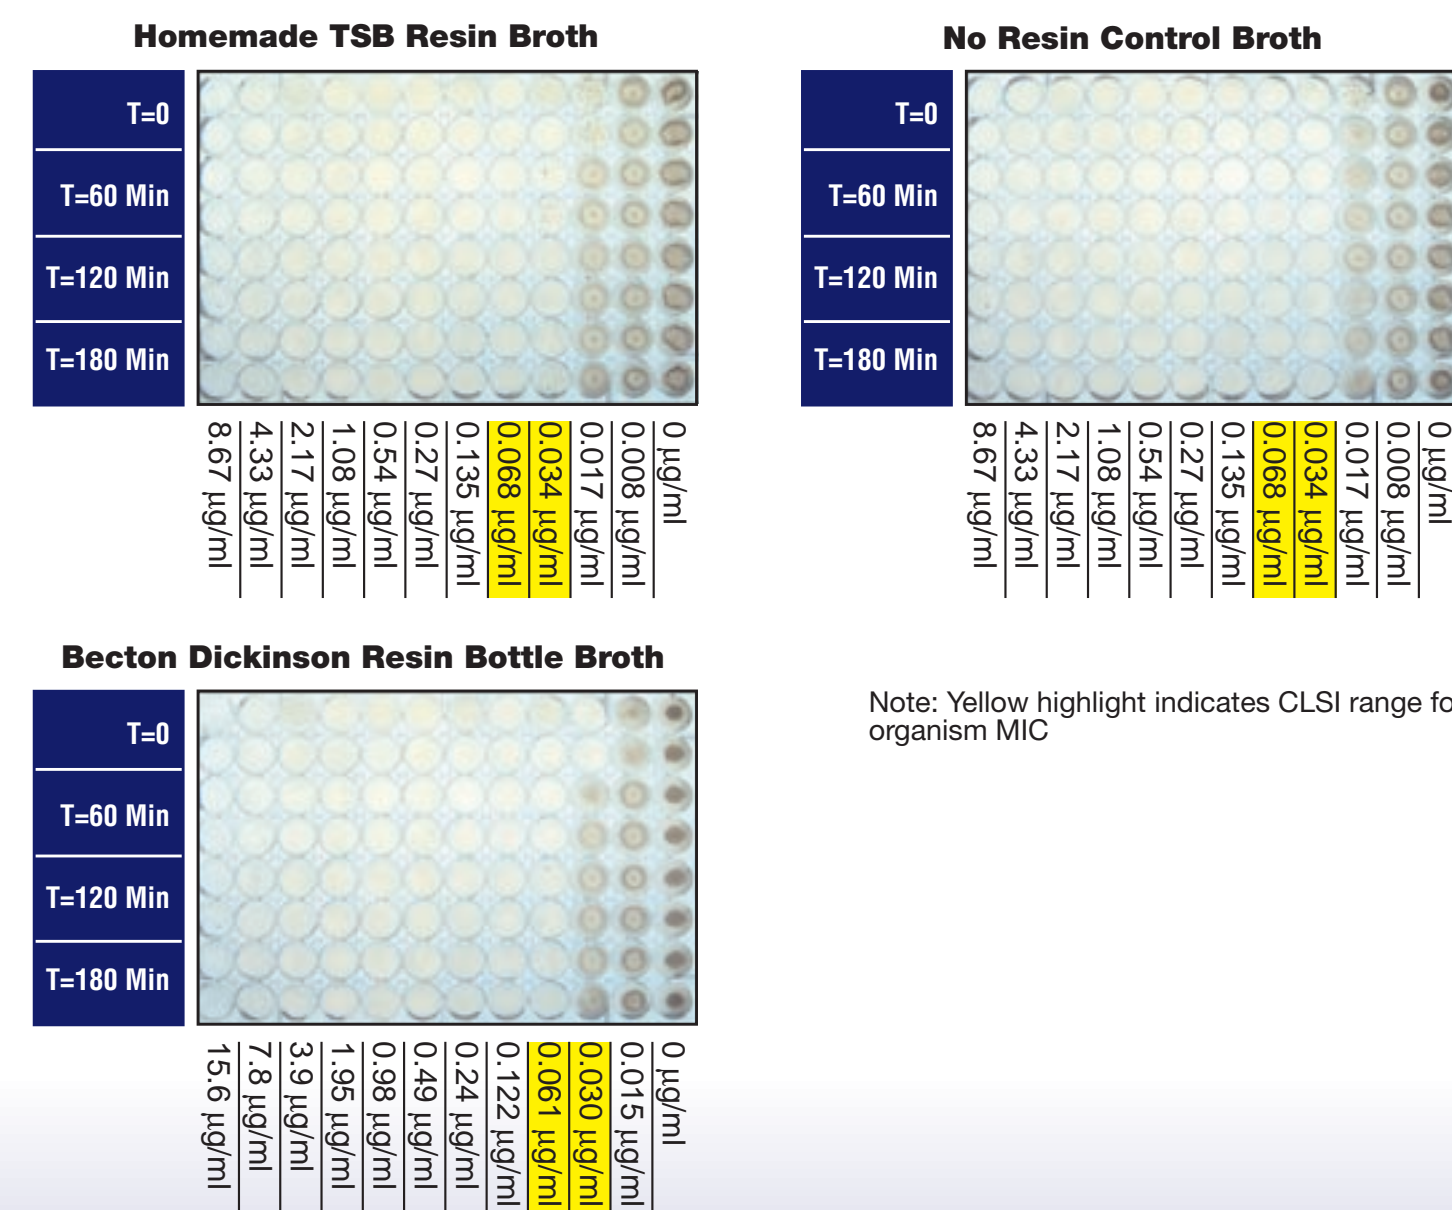 Homemade TSB Resin Broth
T=0
T=60 Min
T=120 Min
T=180 Min
8.67 µg/ml
4.33 µg/ml
2.17 µg/ml
1.08 µg/ml
0.54 µg/ml
0.27 µg/ml
0.135 µg/ml
0.068 µg/ml
0.034 µg/ml
0.017 µg/ml
0.008 µg/ml
0 µg/ml
No Resin Control Broth
T=0
T=60 Min
T=120 Min
T=180 Min
8.67 µg/ml
4.33 µg/ml
2.17 µg/ml
1.08 µg/ml
0.54 µg/ml
0.27 µg/ml
0.135 µg/ml
0.068 µg/ml
0.034 µg/ml
0.017 µg/ml
0.008 µg/ml
0 µg/ml
Becton Dickinson Resin Bottle Broth
T=0
T=60 Min
T=120 Min
T=180 Min
15.6 µg/ml
7.8 µg/ml
3.9 µg/ml
1.95 µg/ml
0.98 µg/ml
0.49 µg/ml
0.24 µg/ml
0.122 µg/ml
0.061 µg/ml
0.030 µg/ml
0.015 µg/ml
0 µg/ml
Note: Yellow highlight indicates CLSI range fo
organism MIC